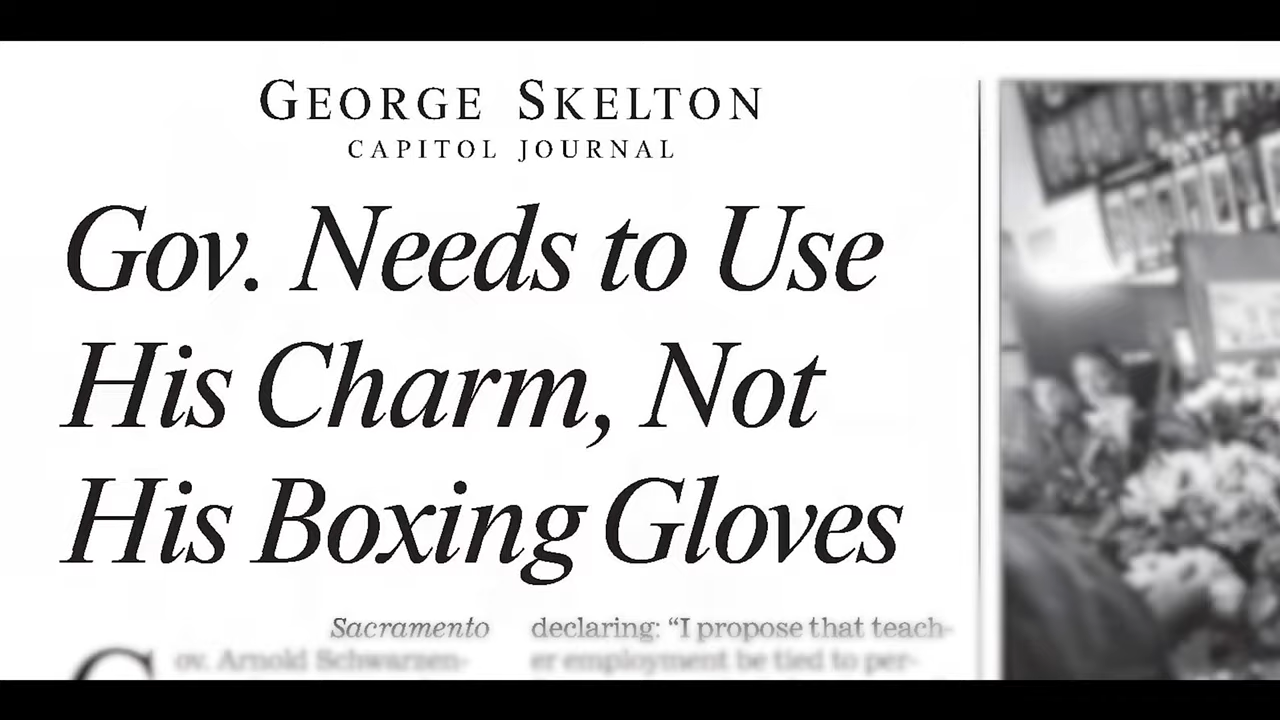 GEORGE SKELTON
CAPITOL JOURNAL
Gov. Needs to Use
His Charm, Not
His Boxing Gloves
Sacramento
Gov. Arnold Schwarzen-
declaring: “I propose that teach-
er employment be tied to per-